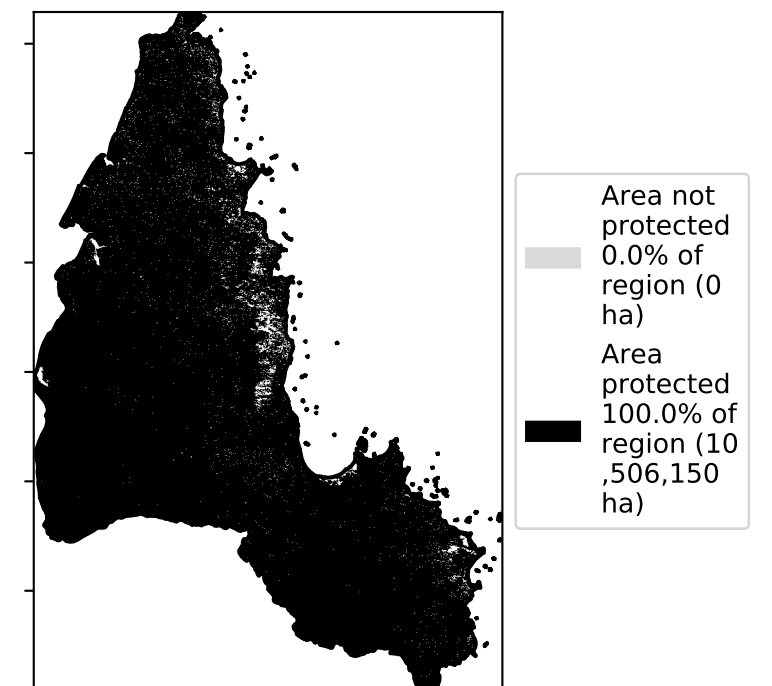 Area not
protected
0.0% of
region (0
ha)
Area
protected
100.0% of
region (10
,506,150
ha)